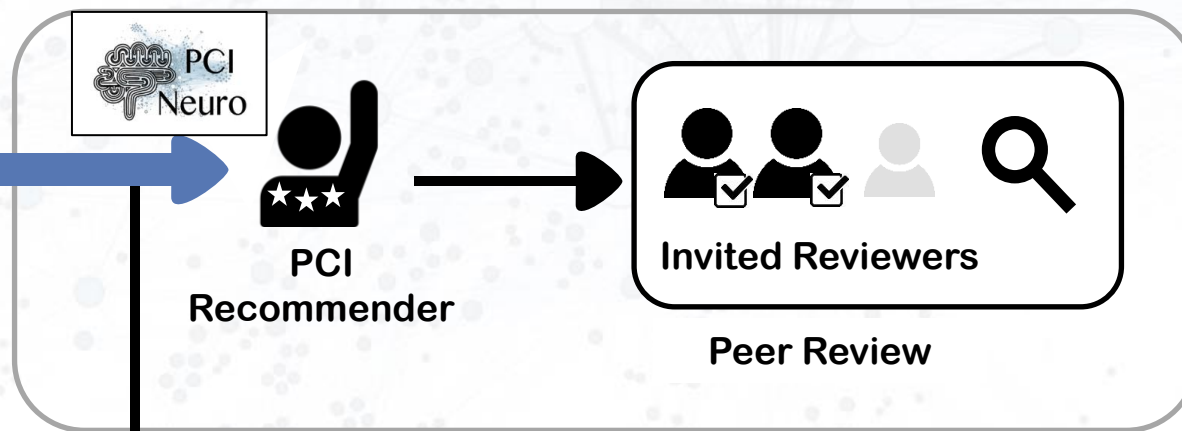 PCI
Neuro
PCI
Recommender
Invited Reviewers
Peer Review